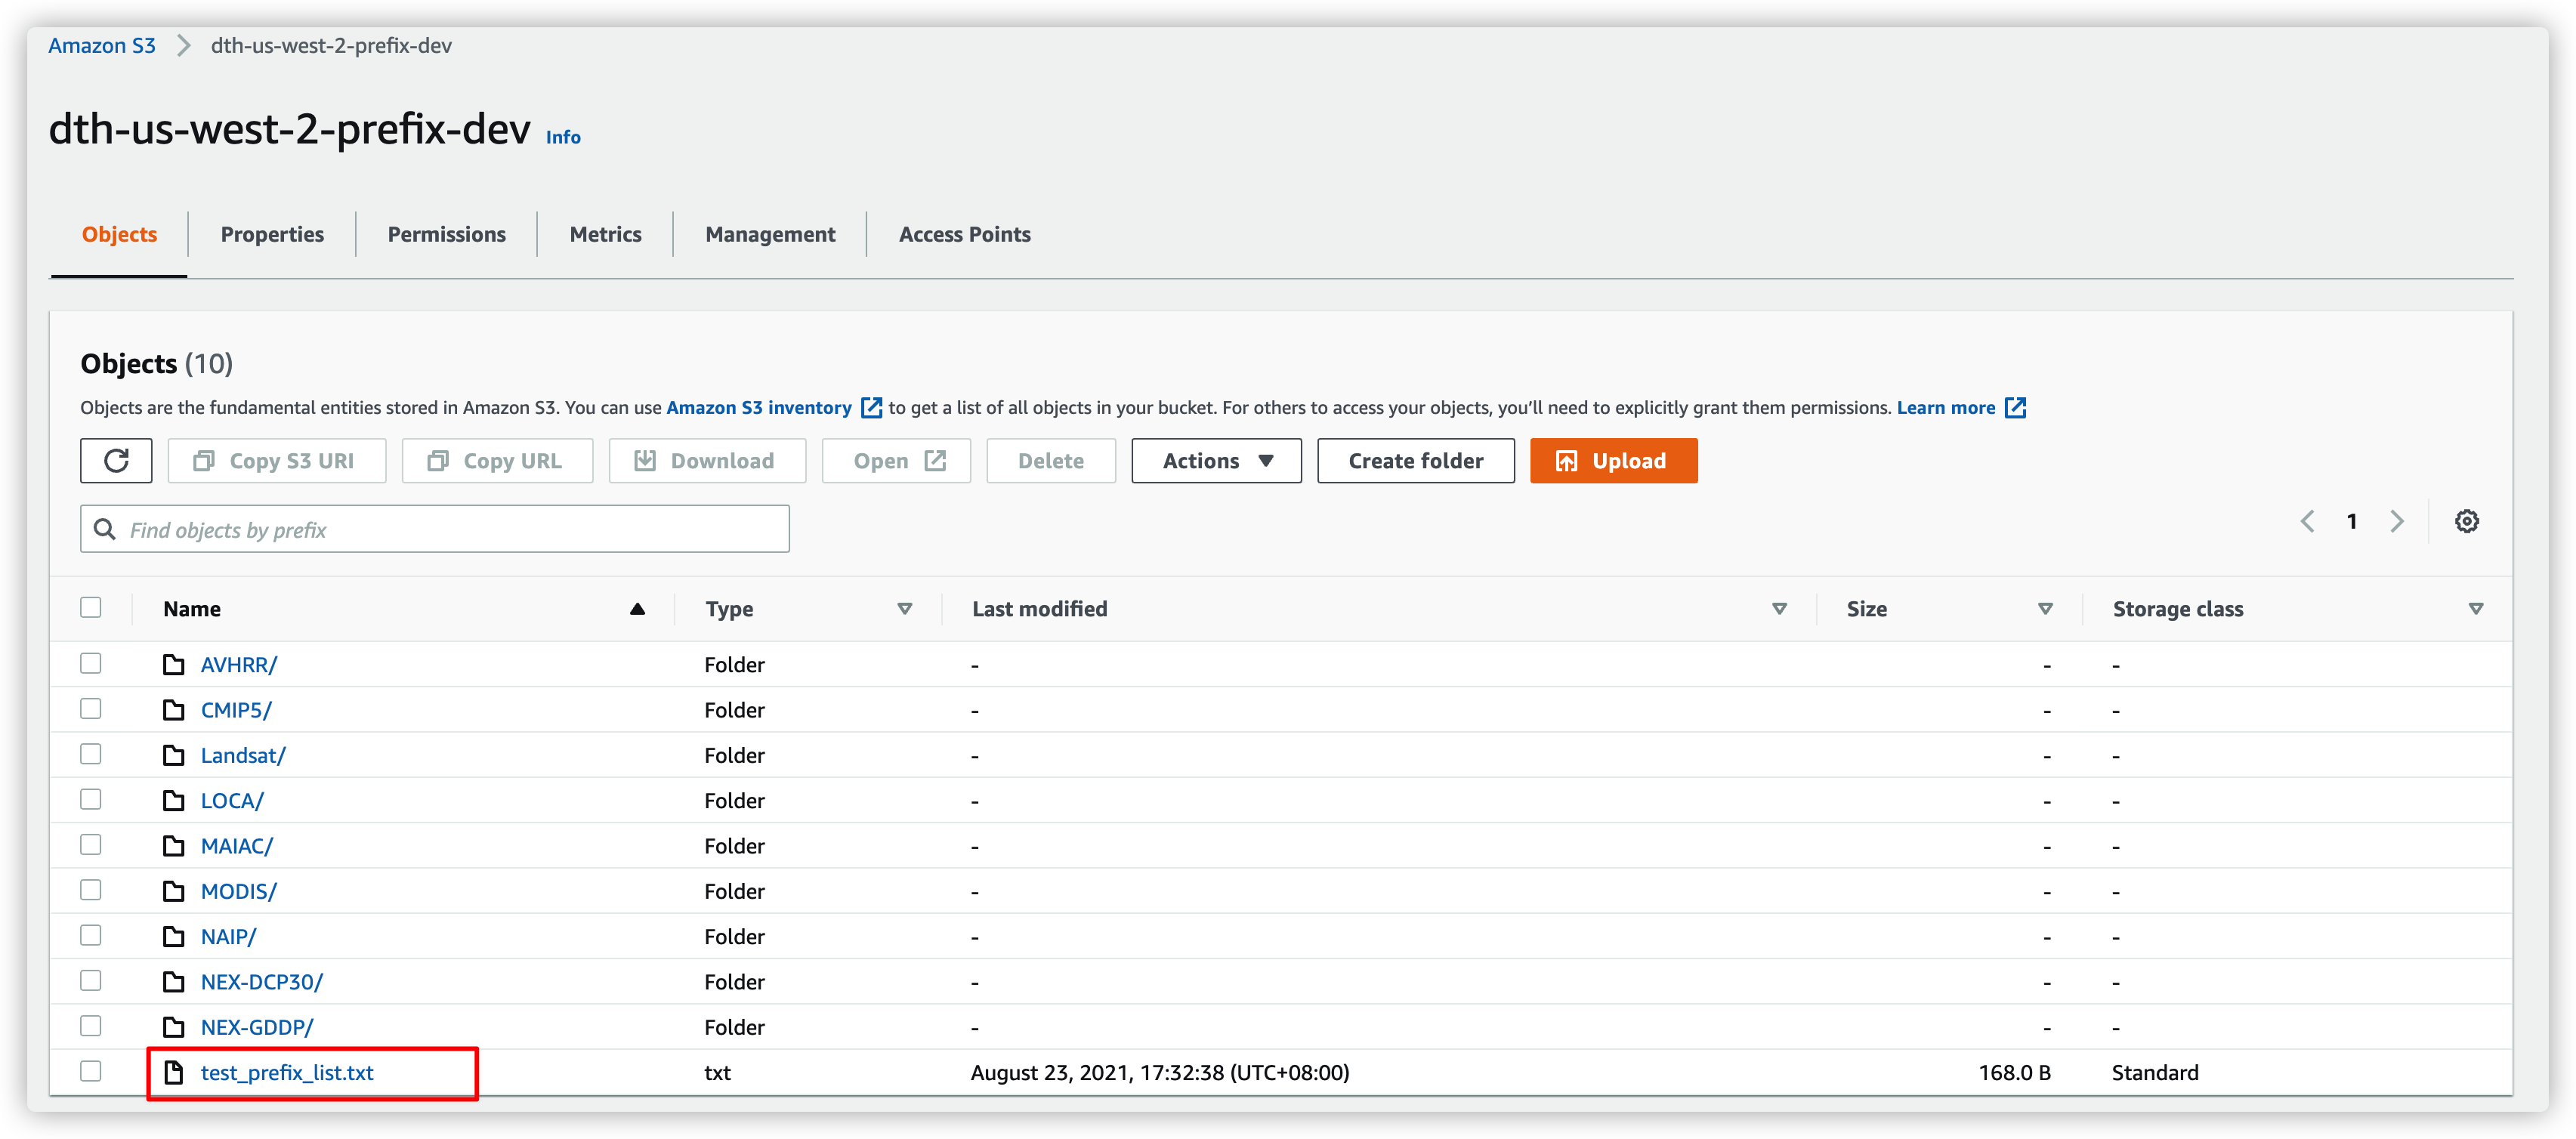 Amazon S3 > dth-us-west-2-prefix-dev
dth-us-west-2-prefix-dev Info
Objects Properties Permissions Metrics Management Access Points
Objects (10)
Objects are the fundamental entities stored in Amazon S3. You can use Amazon S3 inventory to get a list of all objects in your bucket. For others to access your objects, you’ll need to explicitly grant them permissions. Learn more
Copy S3 URI Copy URL Download Open Delete Actions Create folder Upload
Find objects by prefix 1
Name Type Last modified Size Storage class
AVHRR/ Folder - - -
CMIP5/ Folder - - -
Landsat/ Folder - - -
LOCA/ Folder - - -
MAIAC/ Folder - - -
MODIS/ Folder - - -
NAIP/ Folder - - -
NEX-DCP30/ Folder - - -
NEX-GDDP/ Folder - - -
test_prefix_list.txt txt August 23, 2021, 17:32:38 (UTC+08:00) 168.0 B Standard